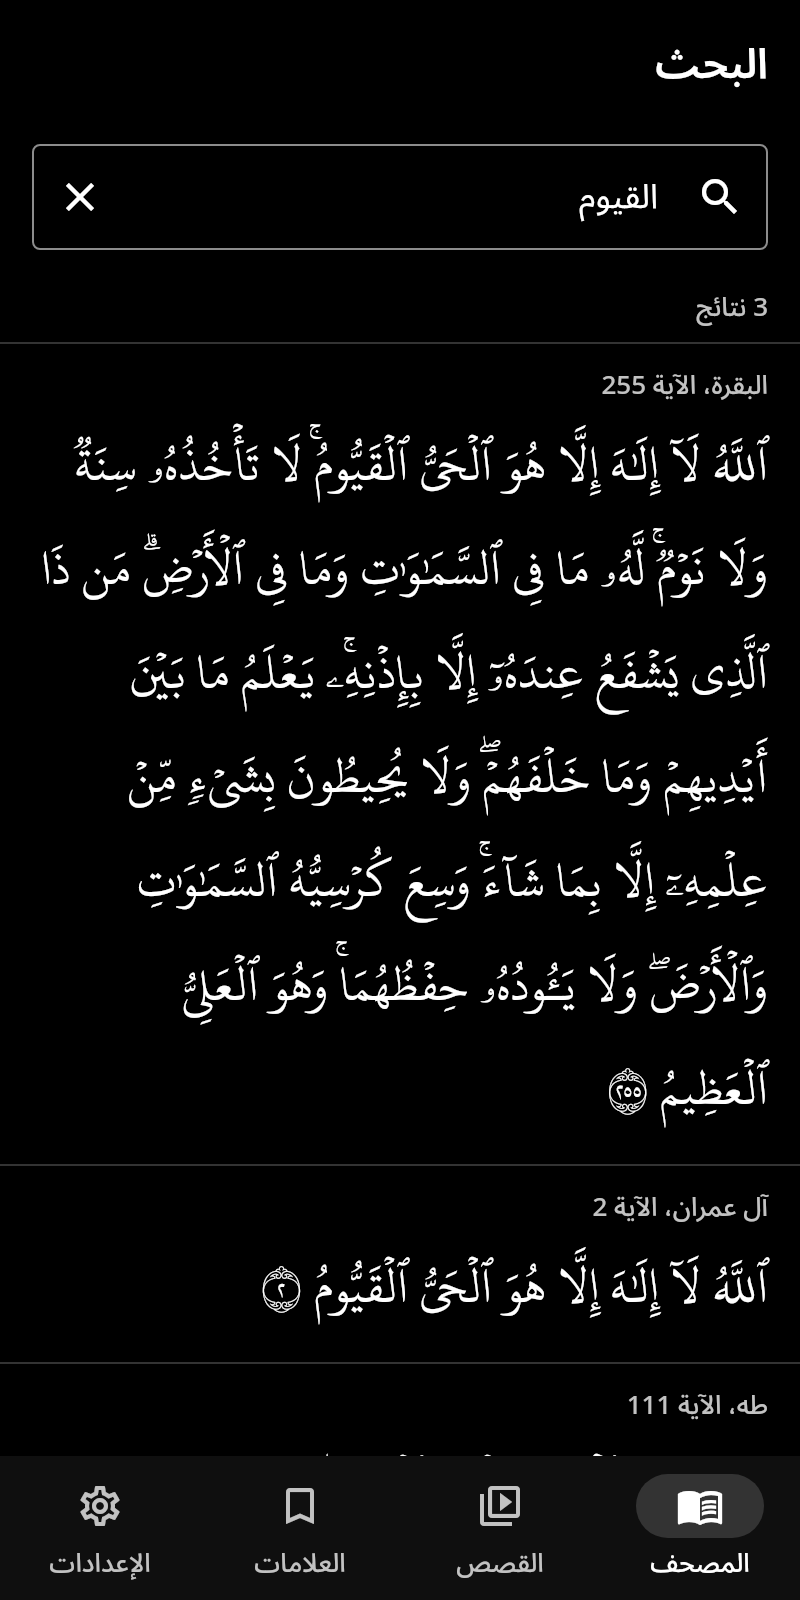 البحث
القيوم
3 نتائج
البقرة، الآية 255
ٱللَّهُ لَآ إِلَـٰهَ إِلَّا هُوَ ٱلْحَىُّ ٱلْقَيُّومُ ۚ لَا تَأْخُذُهُۥ سِنَةٌ
وَلَا نَوْمٌ ۚ لَّهُۥ مَا فِى ٱلسَّمَـٰوَٰتِ وَمَا فِى ٱلْأَرْضِ ۗ مَن ذَا
ٱلَّذِى يَشْفَعُ عِندَهُۥٓ إِلَّا بِإِذْنِهِۦ ۚ يَعْلَمُ مَا بَيْنَ
أَيْدِيهِمْ وَمَا خَلْفَهُمْ ۖ وَلَا يُحِيطُونَ بِشَىْءٍ مِّنْ
عِلْمِهِۦٓ إِلَّا بِمَا شَآءَ ۚ وَسِعَ كُرْسِيُّهُ ٱلسَّمَـٰوَٰتِ
وَٱلْأَرْضَ ۖ وَلَا يَـُٔودُهُۥ حِفْظُهُمَا ۚ وَهُوَ ٱلْعَلِىُّ
ٱلْعَظِيمُ ٢٥٥
آل عمران، الآية 2
ٱللَّهُ لَآ إِلَـٰهَ إِلَّا هُوَ ٱلْحَىُّ ٱلْقَيُّومُ ٢
طه، الآية 111
المصحف
القصص
العلامات
الإعدادات